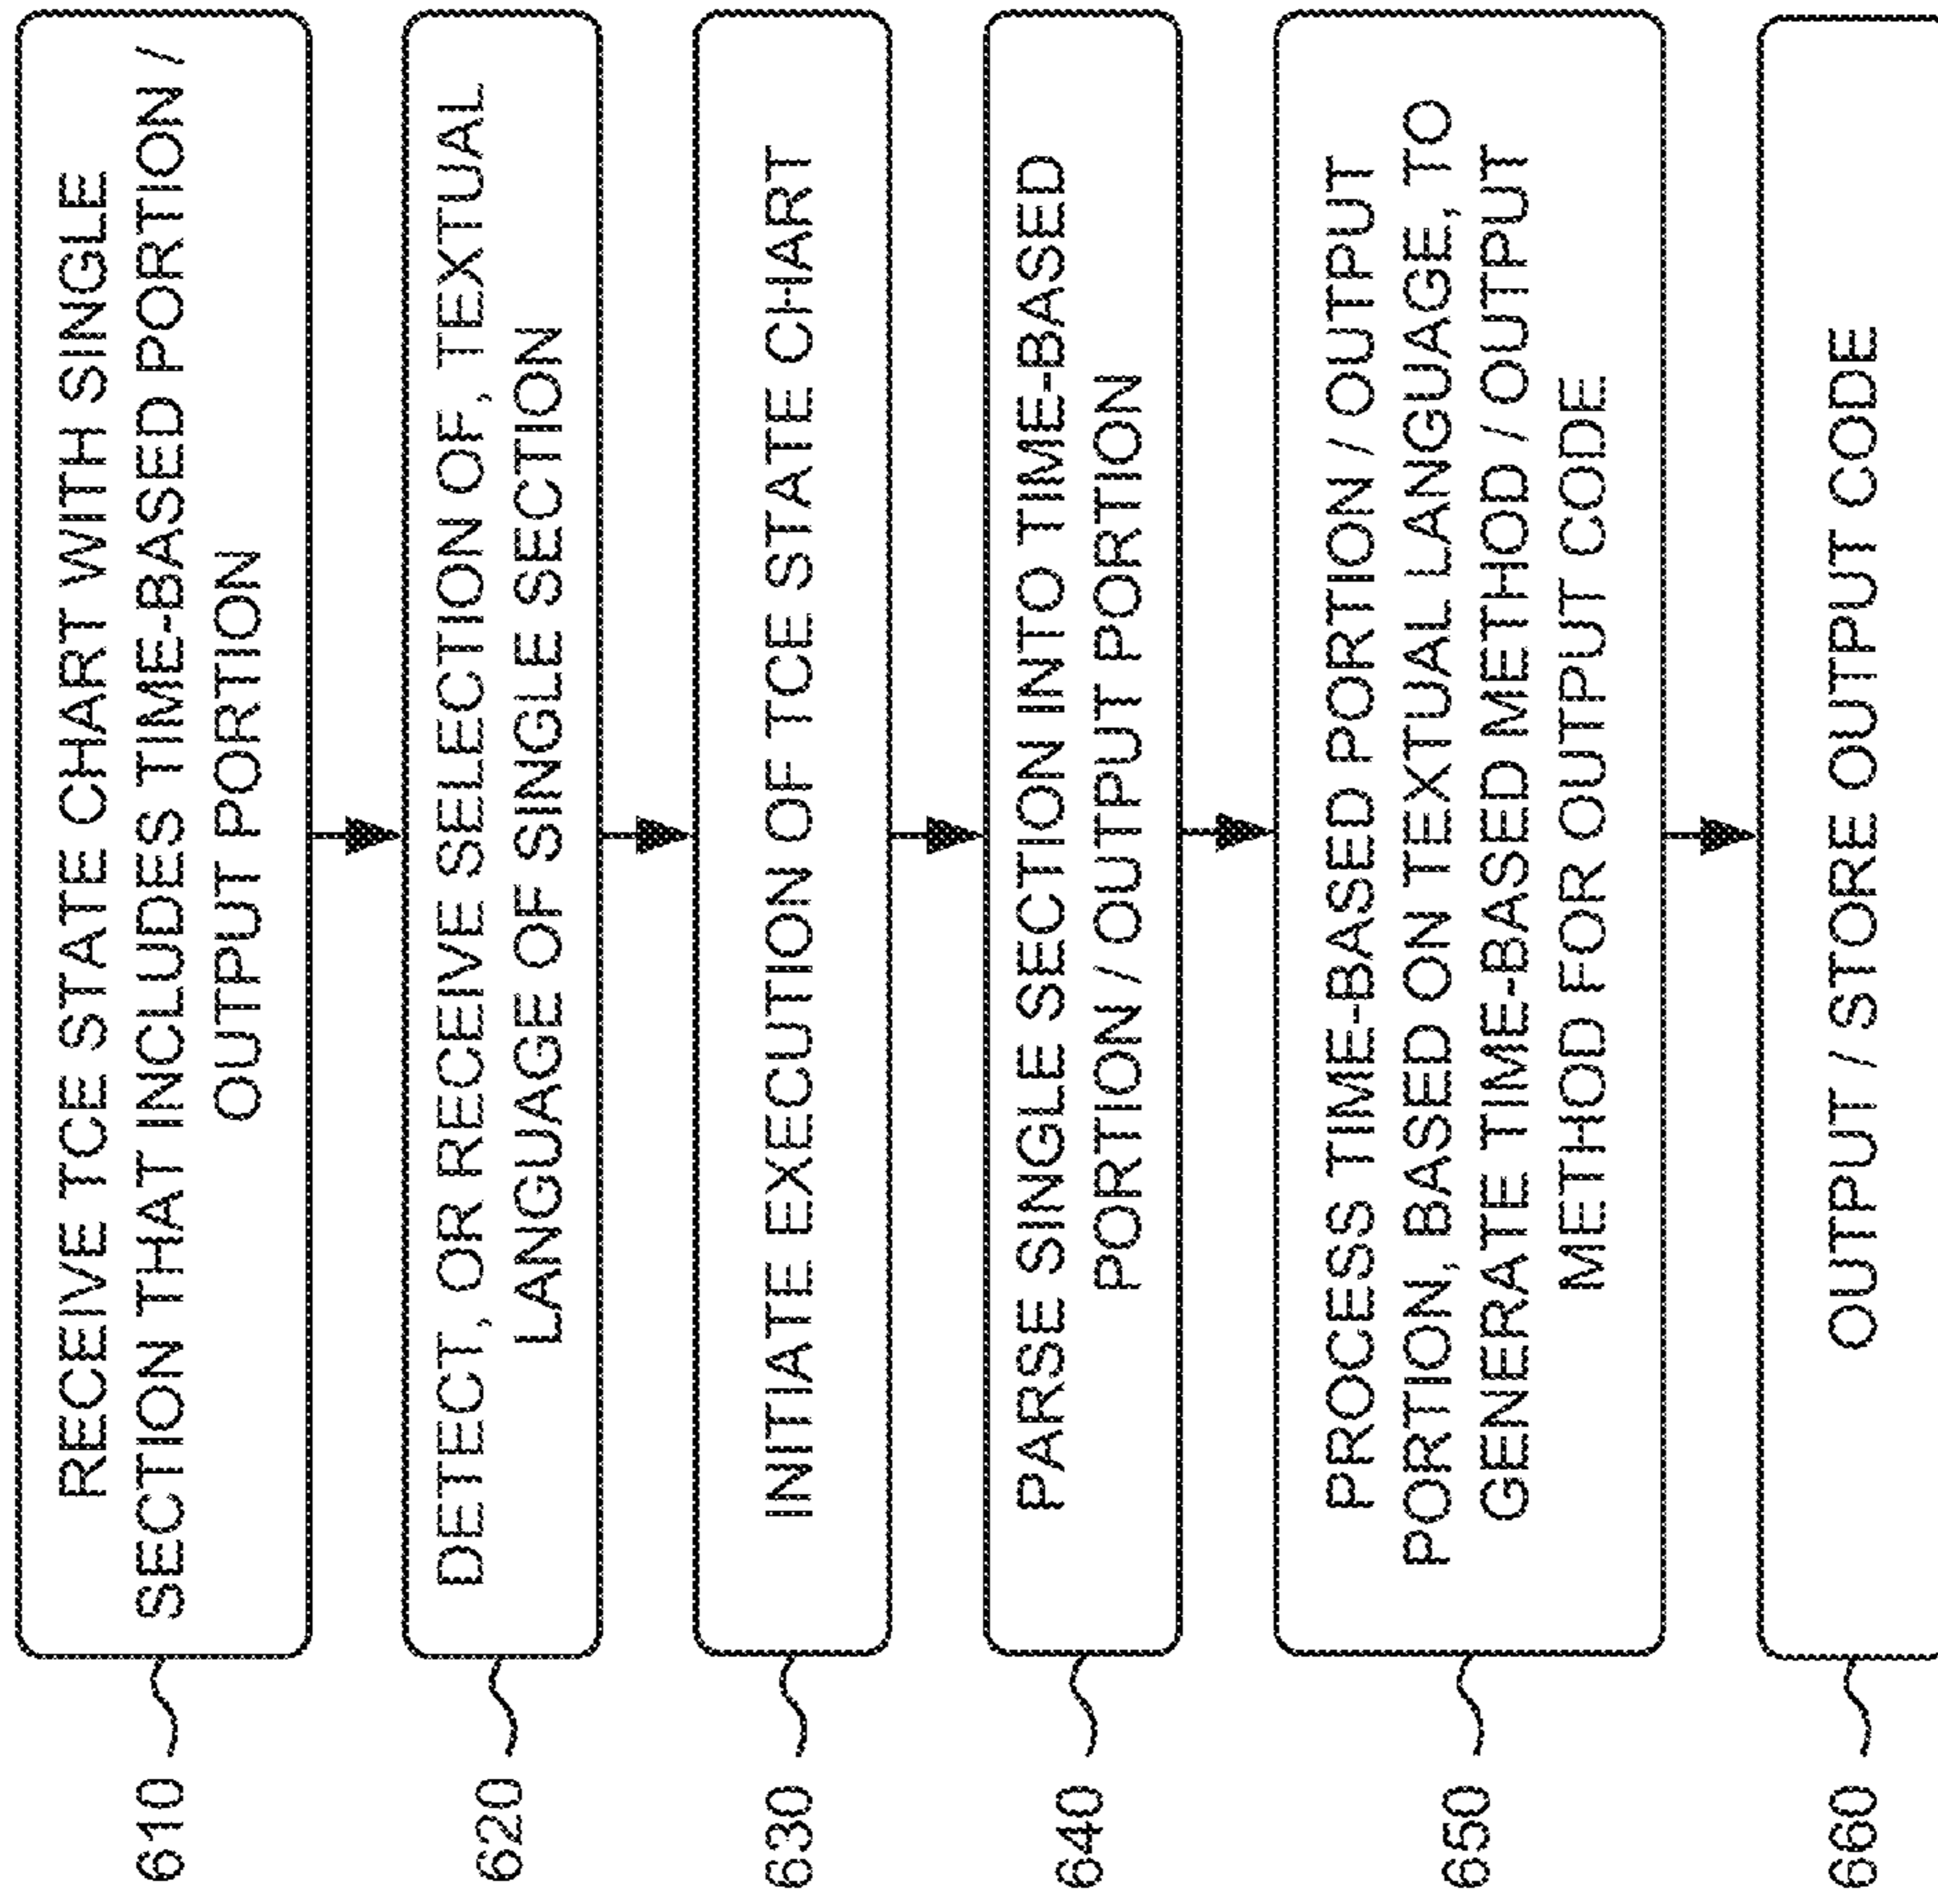 610
RECEIVE TCE STATE CHART WITH SINGLE
SECTION THAT INCLUDES TIME-BASED PORTION /
OUTPUT PORTION
620
DETECT, OR RECEIVE SELECTION OF, TEXTUAL
LANGUAGE OF SINGLE SECTION
630
INITIATE EXECUTION OF TCE STATE CHART
640
PARSE SINGLE SECTION INTO TIME-BASED
PORTION / OUTPUT PORTION
650
PROCESS TIME-BASED PORTION / OUTPUT
PORTION, BASED ON TEXTUAL LANGUAGE, TO
GENERATE TIME-BASED METHOD / OUTPUT
METHOD FOR OUTPUT CODE
660
OUTPUT / STORE OUTPUT CODE